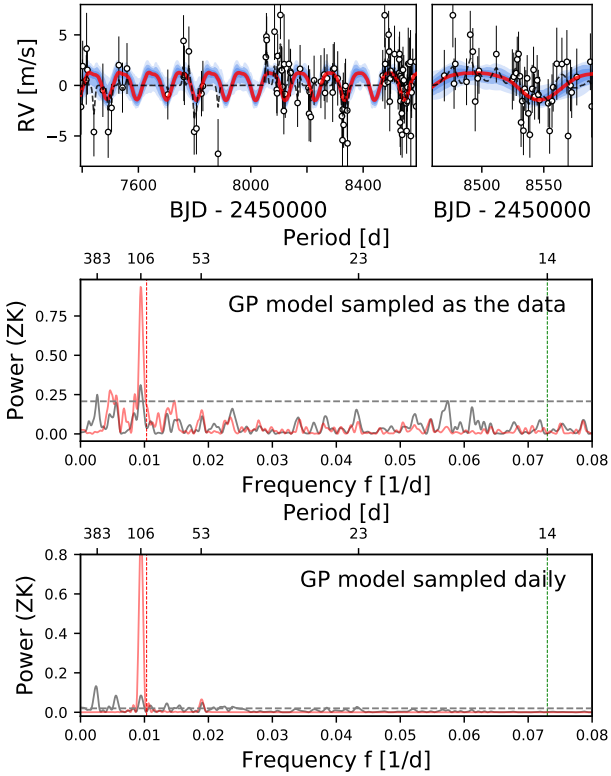 RV [m/s]
5
0
−5
7600 8000 8400 8500 8550
BJD - 2450000 BJD - 2450000
Period [d]
383 106 53 23 14
GP model sampled as the data
Power (ZK)
0.75
0.50
0.25
0.00
0.00 0.01 0.02 0.03 0.04 0.05 0.06 0.07 0.08
Frequency f [1/d]
Period [d]
383 106 53 23 14
GP model sampled daily
Power (ZK)
0.8
0.6
0.4
0.2
0.0
0.00 0.01 0.02 0.03 0.04 0.05 0.06 0.07 0.08
Frequency f [1/d]